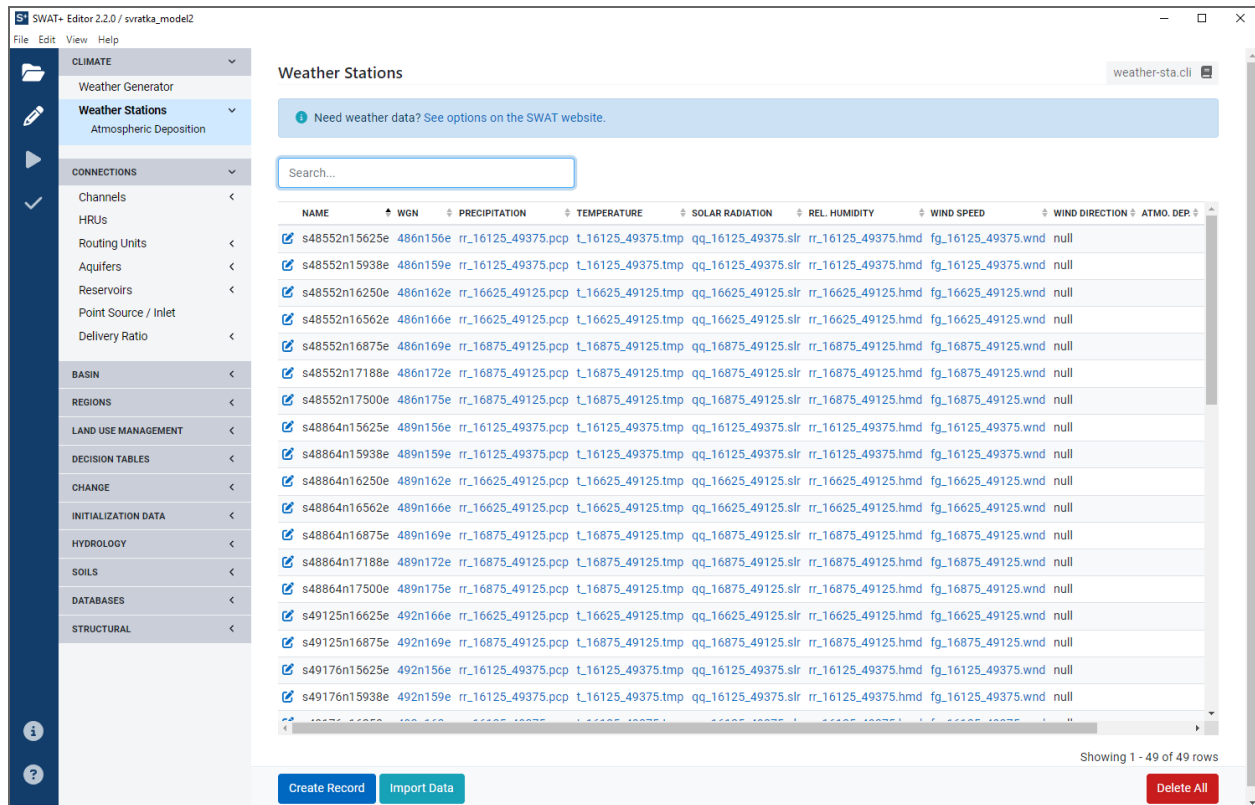 S+ SWAT+ Editor 2.2.0 / svratka_model2
File Edit View Help
CLIMATE
Weather Generator
Weather Stations
Atmospheric Deposition
CONNECTIONS
Channels
HRUs
Routing Units
Aquifers
Reservoirs
Point Source / Inlet
Delivery Ratio
BASIN
REGIONS
LAND USE MANAGEMENT
DECISION TABLES
CHANGE
INITIALIZATION DATA
HYDROLOGY
SOILS
DATABASES
STRUCTURAL
Weather Stations weather-sta.cli
Need weather data? See options on the SWAT website.
Search...
NAME WGN PRECIPITATION TEMPERATURE SOLAR RADIATION REL. HUMIDITY WIND SPEED WIND DIRECTION ATMO. DEP.
s48552n15625e 486n156e rr_16125_49375.pcp t_16125_49375.tmp qq_16125_49375.slr rr_16125_49375.hmd fg_16125_49375.wnd null
s48552n15938e 486n159e rr_16125_49375.pcp t_16125_49375.tmp qq_16125_49375.slr rr_16125_49375.hmd fg_16125_49375.wnd null
s48552n16250e 486n162e rr_16625_49125.pcp t_16625_49125.tmp qq_16625_49125.slr rr_16625_49125.hmd fg_16625_49125.wnd null
s48552n16562e 486n166e rr_16625_49125.pcp t_16625_49125.tmp qq_16625_49125.slr rr_16625_49125.hmd fg_16625_49125.wnd null
s48552n16875e 486n169e rr_16875_49125.pcp t_16875_49125.tmp qq_16875_49125.slr rr_16875_49125.hmd fg_16875_49125.wnd null
s48552n17188e 486n172e rr_16875_49125.pcp t_16875_49125.tmp qq_16875_49125.slr rr_16875_49125.hmd fg_16875_49125.wnd null
s48552n17500e 486n175e rr_16875_49125.pcp t_16875_49125.tmp qq_16875_49125.slr rr_16875_49125.hmd fg_16875_49125.wnd null
s48864n15625e 489n156e rr_16125_49375.pcp t_16125_49375.tmp qq_16125_49375.slr rr_16125_49375.hmd fg_16125_49375.wnd null
s48864n15938e 489n159e rr_16125_49375.pcp t_16125_49375.tmp qq_16125_49375.slr rr_16125_49375.hmd fg_16125_49375.wnd null
s48864n16250e 489n162e rr_16125_49375.pcp t_16125_49375.tmp qq_16125_49375.slr rr_16125_49375.hmd fg_16125_49375.wnd null
s48864n16562e 489n166e rr_16625_49125.pcp t_16625_49125.tmp qq_16625_49125.slr rr_16625_49125.hmd fg_16625_49125.wnd null
s48864n16875e 489n169e rr_16875_49125.pcp t_16875_49125.tmp qq_16875_49125.slr rr_16875_49125.hmd fg_16875_49125.wnd null
s48864n17188e 489n172e rr_16875_49125.pcp t_16875_49125.tmp qq_16875_49125.slr rr_16875_49125.hmd fg_16875_49125.wnd null
s48864n17500e 489n175e rr_16875_49125.pcp t_16875_49125.tmp qq_16875_49125.slr rr_16875_49125.hmd fg_16875_49125.wnd null
s49125n16625e 492n166e rr_16625_49125.pcp t_16625_49125.tmp qq_16625_49125.slr rr_16625_49125.hmd fg_16625_49125.wnd null
s49125n16875e 492n169e rr_16875_49125.pcp t_16875_49125.tmp qq_16875_49125.slr rr_16875_49125.hmd fg_16875_49125.wnd null
s49176n15625e 492n156e rr_16125_49375.pcp t_16125_49375.tmp qq_16125_49375.slr rr_16125_49375.hmd fg_16125_49375.wnd null
s49176n15938e 492n159e rr_16125_49375.pcp t_16125_49375.tmp qq_16125_49375.slr rr_16125_49375.hmd fg_16125_49375.wnd null
Showing 1 - 49 of 49 rows
Create Record Import Data Delete All